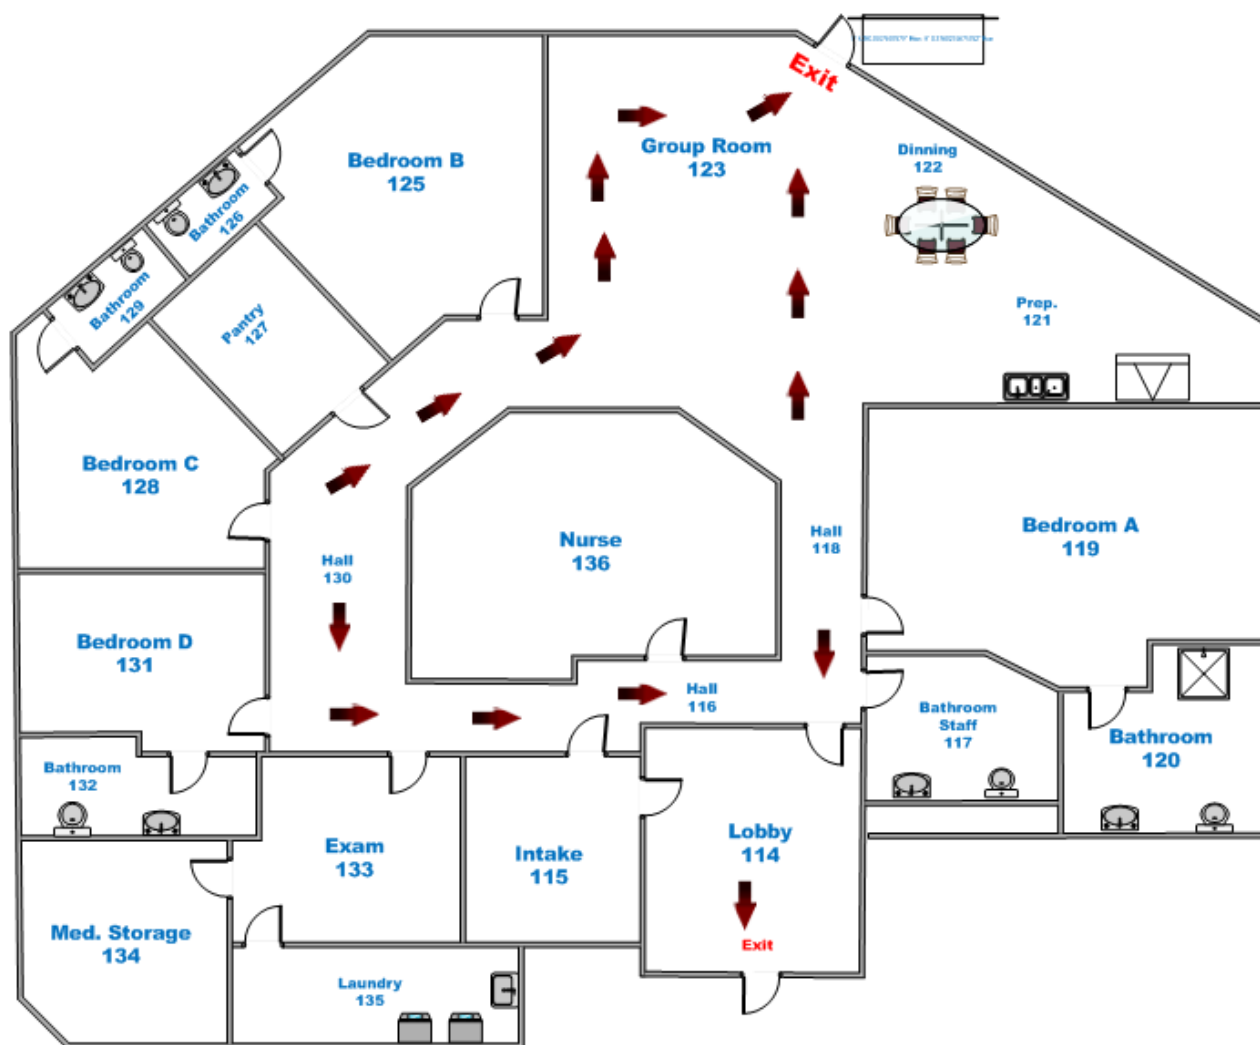 Exit
Bedroom B
125
Group Room
123
Dinning
122
Bathroom
126
Bathroom
129
Pantry
127
Prep.
121
Bedroom C
128
Hall
130
Nurse
136
Hall
118
Bedroom A
119
Bedroom D
131
Hall
116
Bathroom
Staff
117
Bathroom
120
Bathroom
132
Exam
133
Intake
115
Lobby
114
Med. Storage
134
Exit
Laundry
135